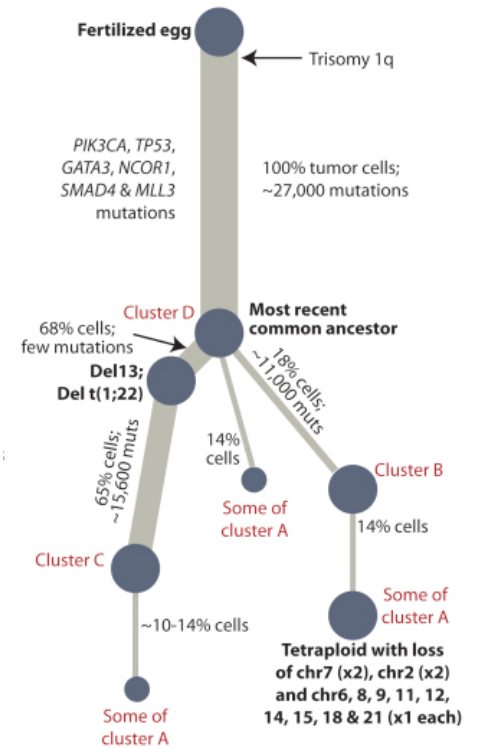 Fertilized egg
Trisomy 1q
PIK3CA, TP53,
GATA3, NCOR1,
SMAD4 & MLL3
mutations
100% tumor cells;
~27,000 mutations
Cluster D
Most recent
common ancestor
68% cells;
few mutations
Del13;
Del t(1;22)
18% cells;
~11,000 muts
65% cells;
~15,600 muts
14%
cells
Cluster B
Some of
cluster A
14% cells
Cluster C
Some of
cluster A
~10-14% cells
Tetraploid with loss
of chr7 (x2), chr2 (x2)
and chr6, 8, 9, 11, 12,
14, 15, 18 & 21 (x1 each)
Some of
cluster A